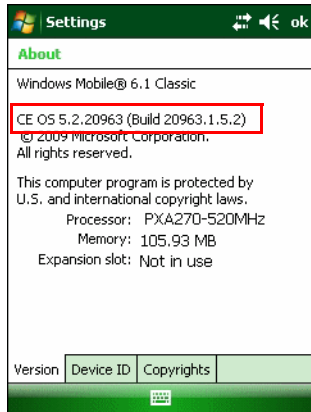 Settings ok
About
Windows Mobile® 6.1 Classic
CE OS 5.2.20963 (Build 20963.1.5.2)
© 2009 Microsoft Corporation.
All rights reserved.
This computer program is protected by
U.S. and international copyright laws.
Processor: PXA270-520MHz
Memory: 105.93 MB
Expansion slot: Not in use
Version Device ID Copyrights